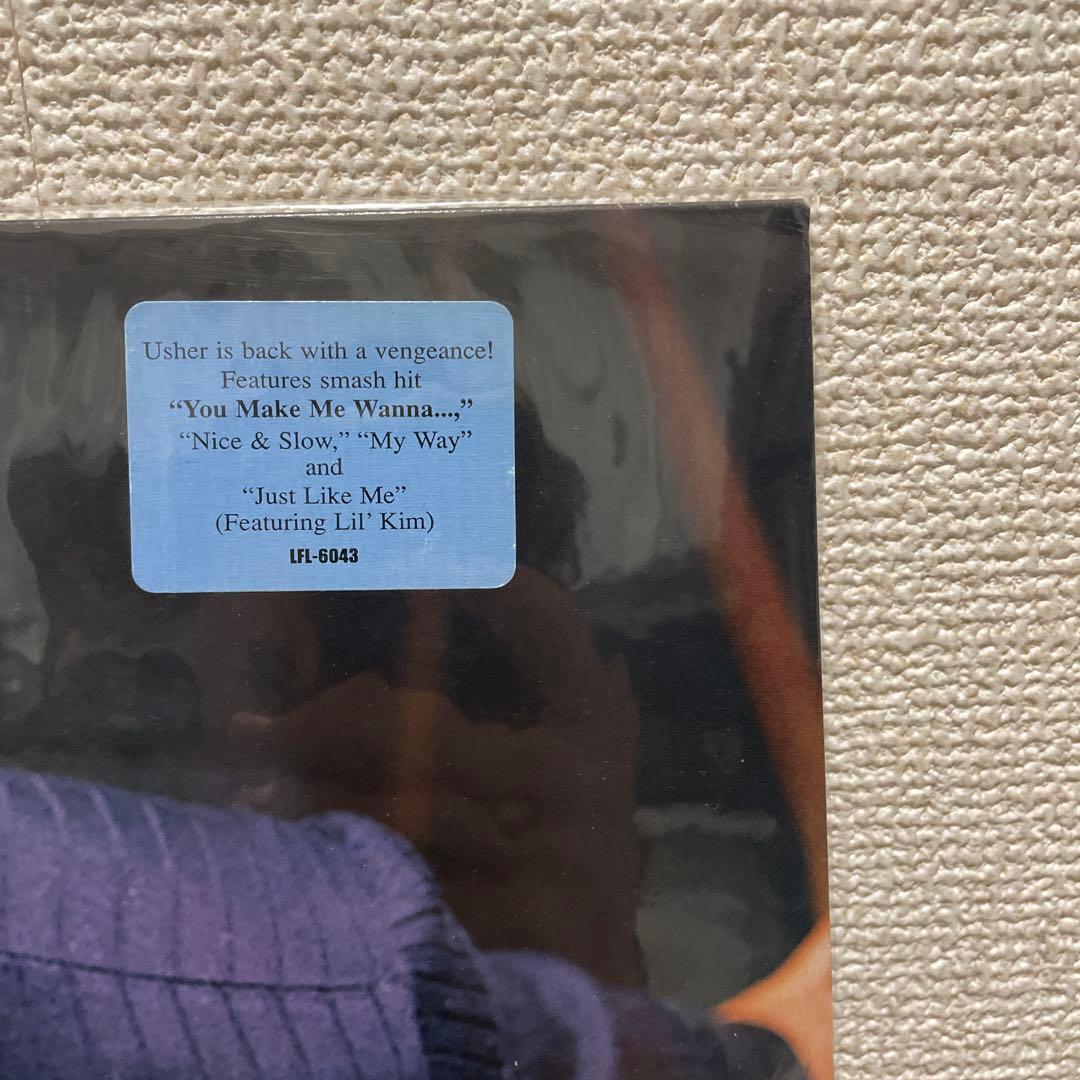 Usher is back with a vengeance!
Features smash hit
“You Make Me Wanna...,”
“Nice & Slow,” “My Way”
and
“Just Like Me”
(Featuring Lil’ Kim)
LFL-6043